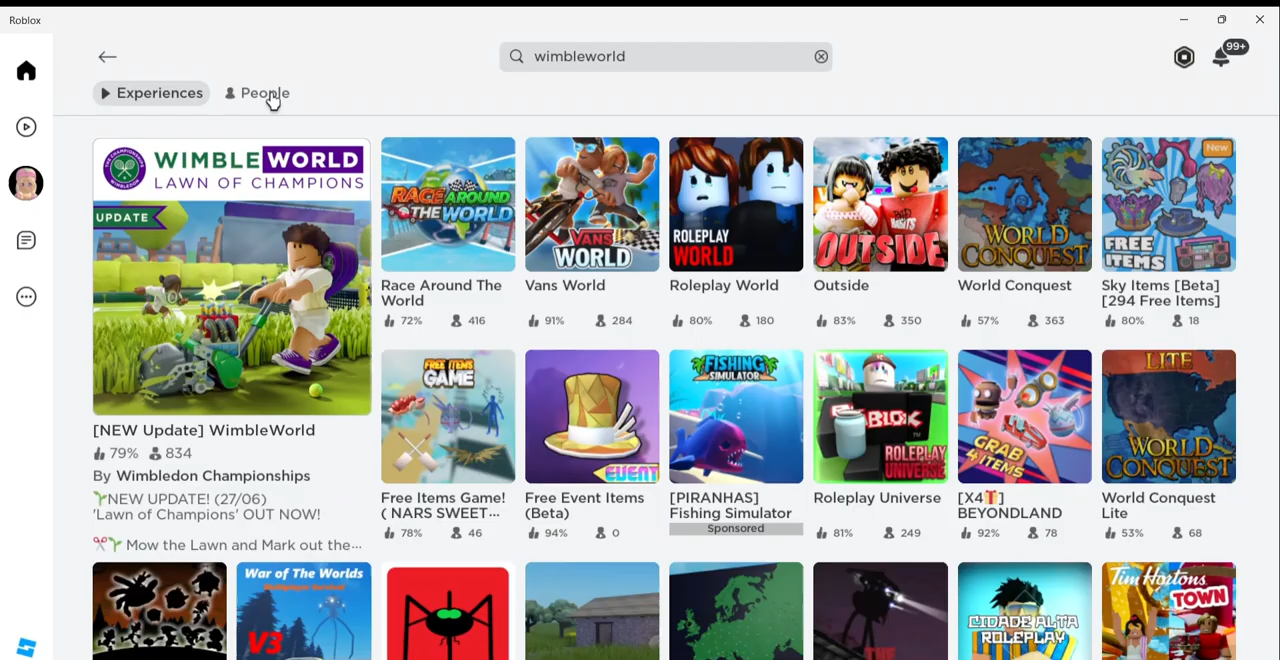 Roblox
wimbleworld
99+
Experiences
People
THE CHAMPIONSHIPS
WIMBLEDON
WIMBLEWORLD
LAWN OF CHAMPIONS
UPDATE
[NEW Update] WimbleWorld
79% 834
By Wimbledon Championships
NEW UPDATE! (27/06)
'Lawn of Champions' OUT NOW!
Mow the Lawn and Mark out the...
RACE AROUND
THE WORLD
Race Around The
World
72% 416
VANS
WORLD
Vans World
91% 284
ROLEPLAY
WORLD
Roleplay World
80% 180
OUTSIDE
Outside
83% 350
WORLD
CONQUEST
World Conquest
57% 363
New
FREE
ITEMS
Sky Items [Beta]
[294 Free Items]
80% 18
FREE ITEMS
GAME
Free Items Game!
( NARS SWEET...
78% 46
EVENT
Free Event Items
(Beta)
94% 0
FISHING
SIMULATOR
[PIRANHAS]
Fishing Simulator
Sponsored
BLOX
ROLEPLAY
UNIVERSE
Roleplay Universe
81% 249
GRAB
4 ITEMS
[X4🎁]
BEYONDLAND
92% 78
LITE
WORLD
CONQUEST
World Conquest
Lite
53% 68
War of The Worlds
V3
THE
CIDADE ALTA
ROLEPLAY
Tim Hortons
TOWN